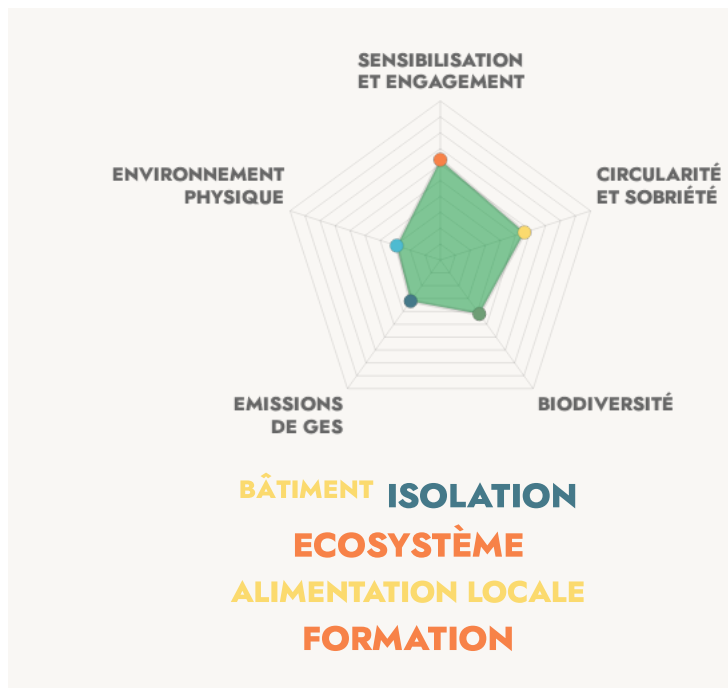 SENSIBILISATION
ET ENGAGEMENT
ENVIRONNEMENT
PHYSIQUE
CIRCULARITÉ
ET SOBRIÉTÉ
EMISSIONS
DE GES
BIODIVERSITÉ
BÂTIMENT ISOLATION
ECOSYSTÈME
ALIMENTATION LOCALE
FORMATION